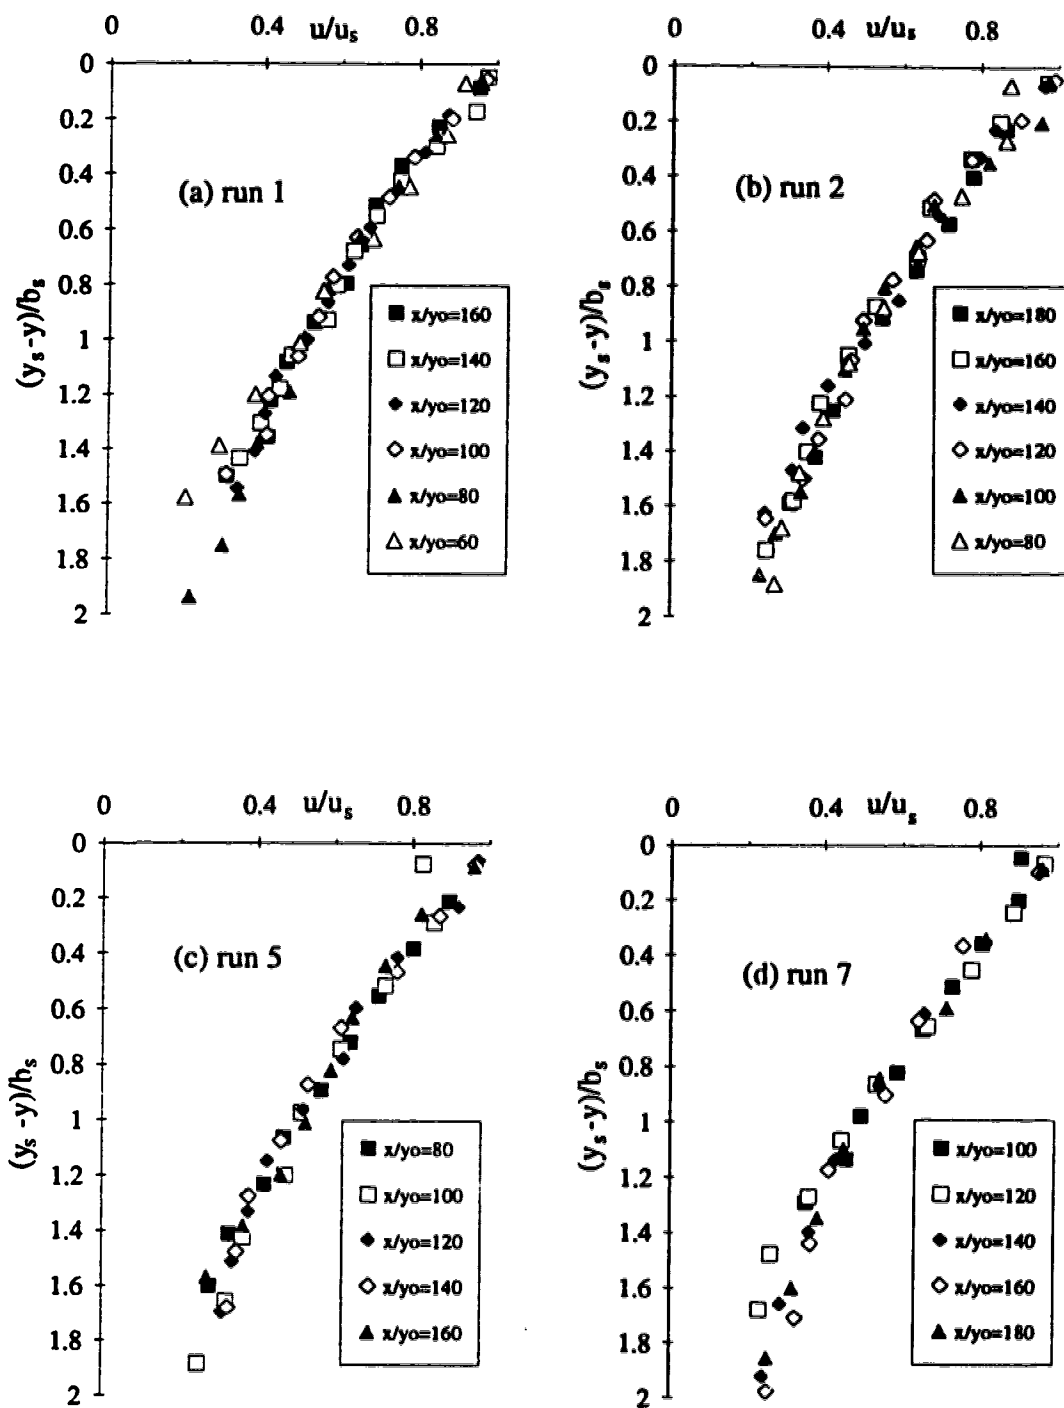 0 0.4 u/us 0.8
0
0.2
0.4
0.6
0.8
1
1.2
1.4
1.6
1.8
2
(ys -y)/bs
(a) run 1
x/yo=160
x/yo=140
x/yo=120
x/yo=100
x/yo=80
x/yo=60
0 0.4 u/us 0.8
0
0.2
0.4
0.6
0.8
1
1.2
1.4
1.6
1.8
2
(ys -y)/bs
(b) run 2
x/yo=180
x/yo=160
x/yo=140
x/yo=120
x/yo=100
x/yo=80
0 0.4 u/us 0.8
0
0.2
0.4
0.6
0.8
1
1.2
1.4
1.6
1.8
2
(ys -y)/bs
(c) run 5
x/yo=80
x/yo=100
x/yo=120
x/yo=140
x/yo=160
0 0.4 u/us 0.8
0
0.2
0.4
0.6
0.8
1
1.2
1.4
1.6
1.8
2
(ys -y)/bs
(d) run 7
x/yo=100
x/yo=120
x/yo=140
x/yo=160
x/yo=180